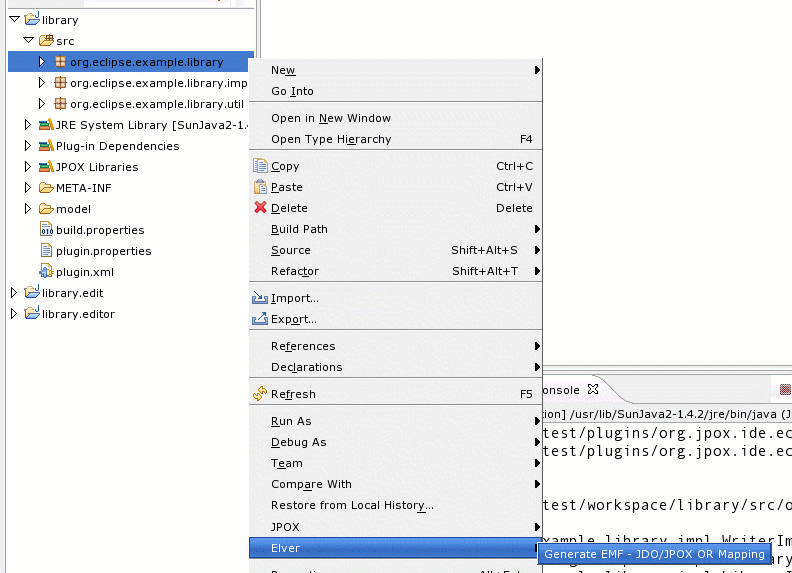 library
src
org.eclipse.example.library
org.eclipse.example.library.imp
org.eclipse.example.library.util
JRE System Library [SunJava2-1.4
Plug-in Dependencies
JPOX Libraries
META-INF
model
build.properties
plugin.properties
plugin.xml
library.edit
library.editor
New
Go Into
Open in New Window
Open Type Hierarchy F4
Copy Ctrl+C
Paste Ctrl+V
Delete Delete
Build Path
Source Shift+Alt+S
Refactor Shift+Alt+T
Import...
Export...
References
Declarations
Refresh F5
Run As
Debug As
Team
Compare With
Restore from Local History...
JPOX
Elver
Generate EMF - JDO/JPOX OR Mapping
onsole
ion] /usr/lib/SunJava2-1.4.2/jre/bin/java (J
test/plugins/org.jpox.ide.ec
test/plugins/org.jpox.ide.ec
test/workspace/library/src/o
xample.library.impl.WriterIm